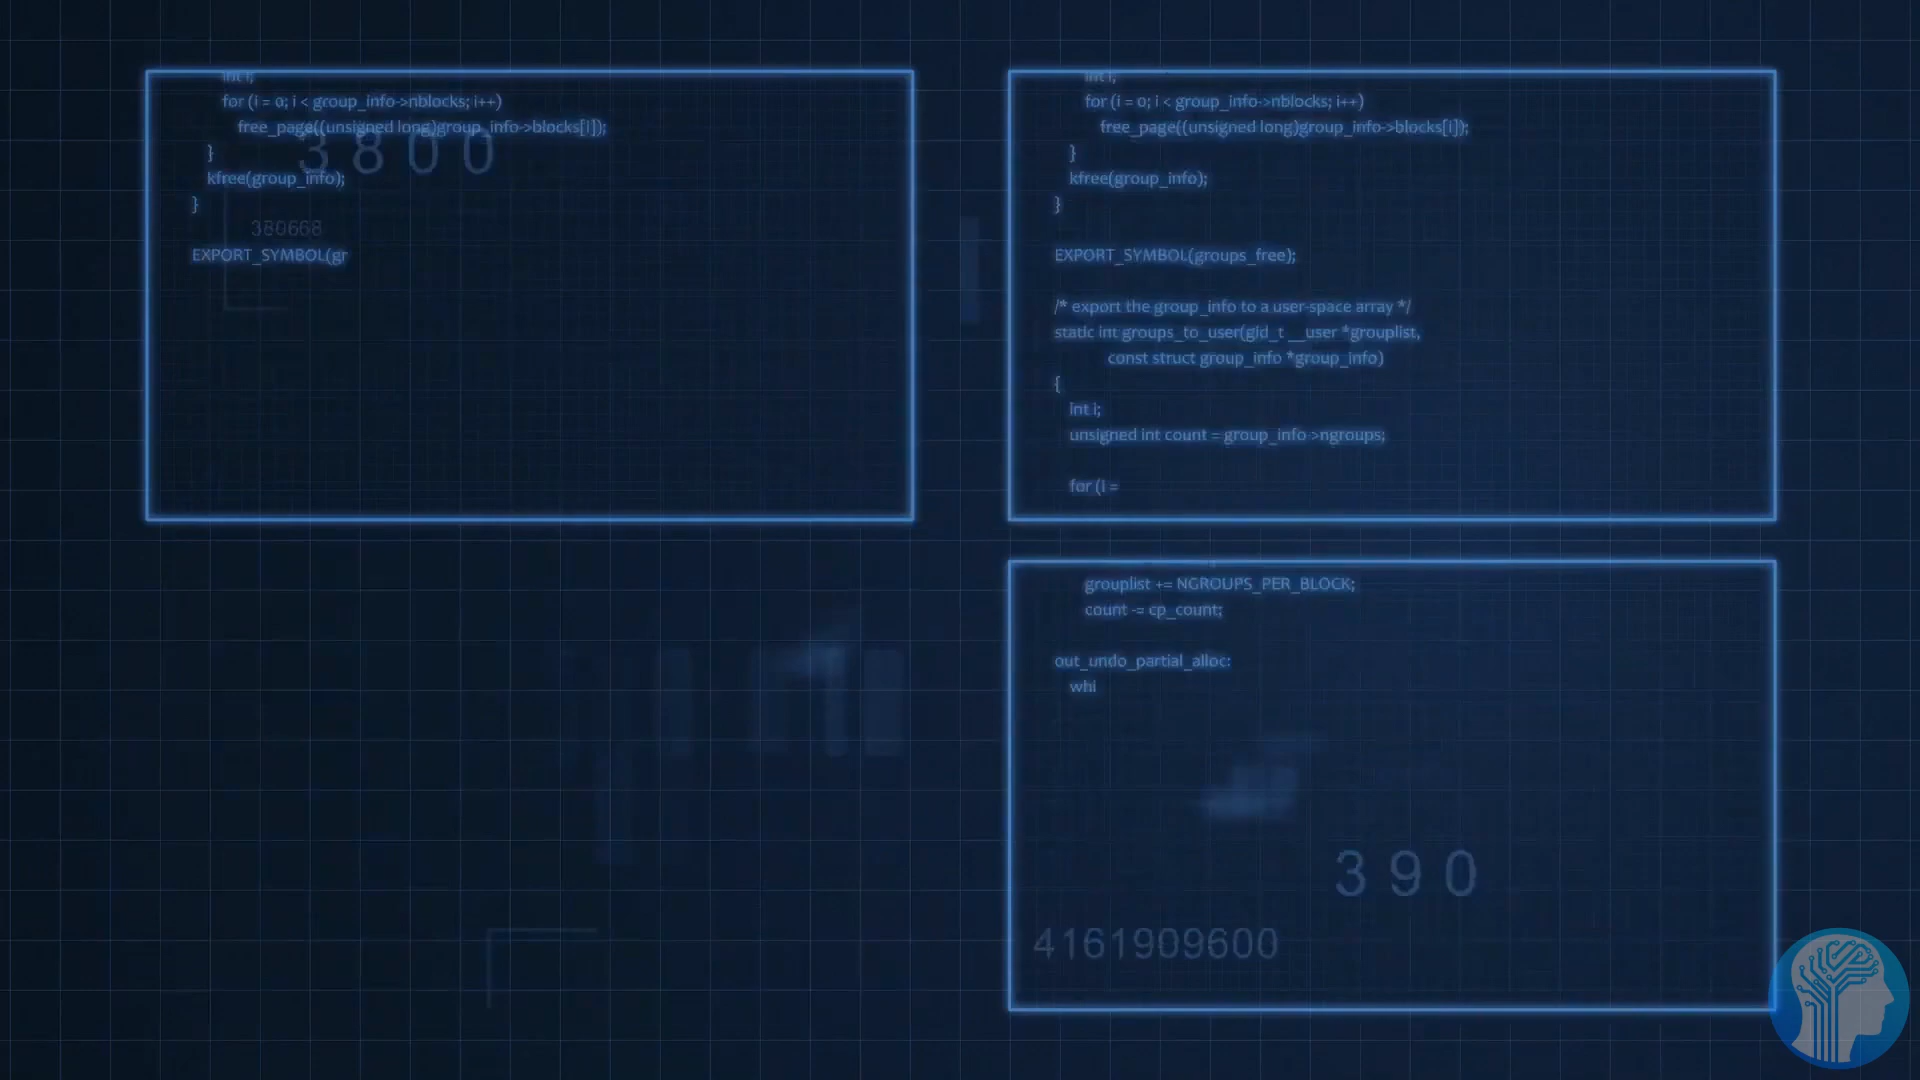 int i;
for (i = 0; i < group_info->nblocks; i++)
free_page((unsigned long)group_info->blocks[i]);
}
3800
kfree(group_info);
}
380668
EXPORT_SYMBOL(gr
int i;
for (i = 0; i < group_info->nblocks; i++)
free_page((unsigned long)group_info->blocks[i]);
}
kfree(group_info);
}
EXPORT_SYMBOL(groups_free);
/* export the group_info to a user-space array */
static int groups_to_user(gid_t __user *grouplist,
const struct group_info *group_info)
{
int i;
unsigned int count = group_info >ngroups;
for (i =
grouplist += NGROUPS_PER_BLOCK;
count -= cp_count;
out_undo_partial_alloc:
whi
390
4161909600